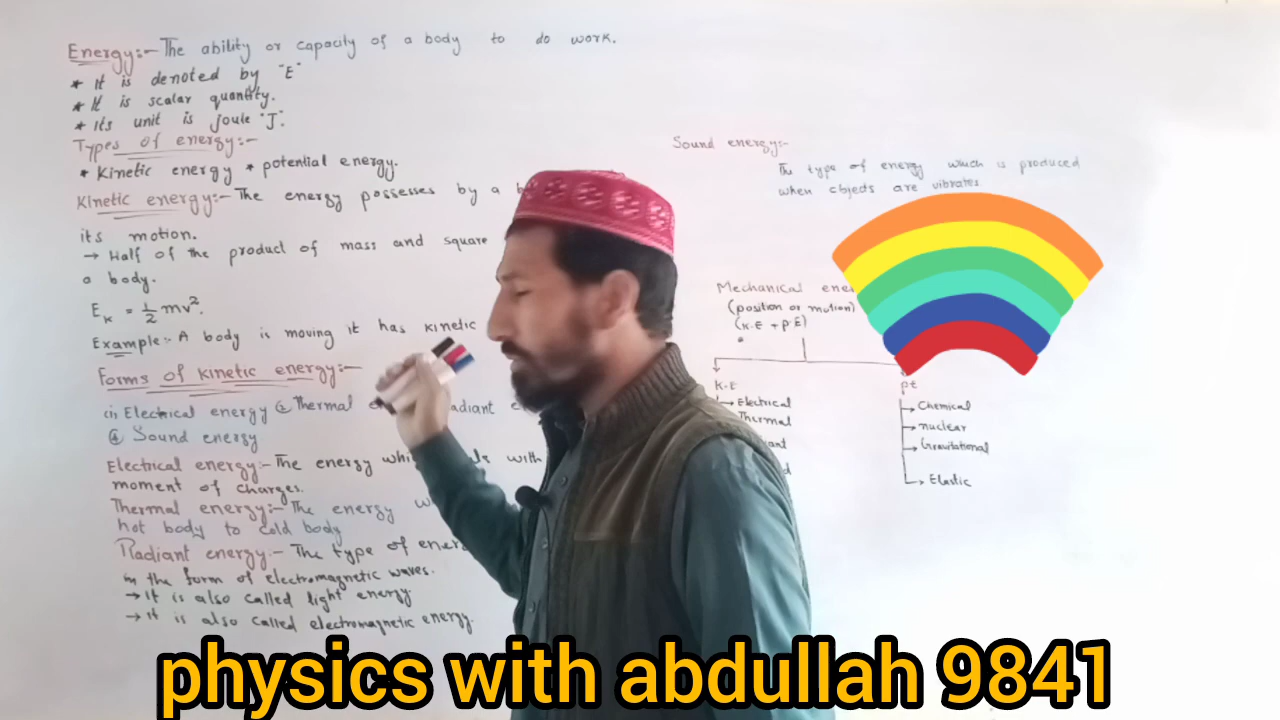 Energy:- The ability or capacity of a body to do work.
* It is denoted by "E"
* It is scalar quantity.
* Its unit is joule "J".
Types of energy:-
* Kinetic energy * potential energy.
Kinetic energy:- The energy possesses by a
its motion.
→ Half of the product of mass and square
a body.
Eₖ = 1/2 mv².
Example:- A body is moving it has kinetic
Forms of kinetic energy:-
(i) Electrical energy ② Thermal
④ Sound energy
Electrical energy:- The energy with
moment of charges.
Thermal energy:- The energy
hot body to cold body
Radiant energy:- The type of
in the form of electromagnetic waves.
→ It is also called light energy.
→ It is also called electromagnetic energy.
Sound energy:-
The type of energy which is produced
when objects are vibrates.
Mechanical
(position or motion)
(K.E + P.E)
K.E
→ Electrical
Thermal
P.E
→ Chemical
→ nuclear
→ Gravitational
→ Elastic
physics with abdullah 9841